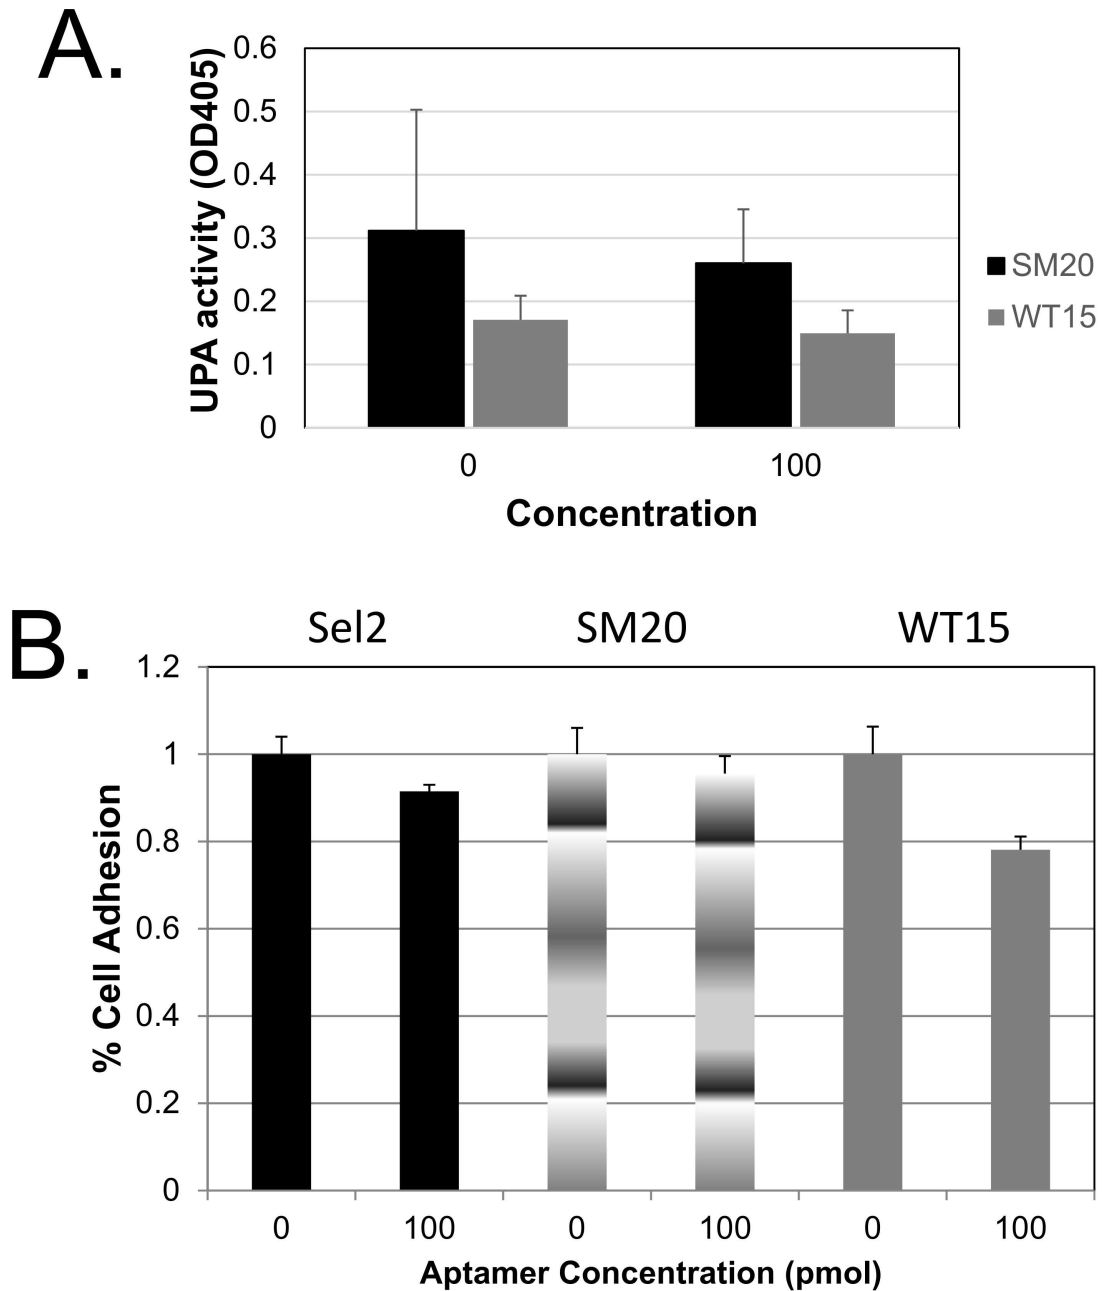 A.
UPA activity (OD405)
0.6
0.5
0.4
0.3
0.2
0.1
0
0 100
Concentration
SM20
WT15
B.
Sel2 SM20 WT15
% Cell Adhesion
1.2
1
0.8
0.6
0.4
0.2
0
0 100 0 100 0 100
Aptamer Concentration (pmol)